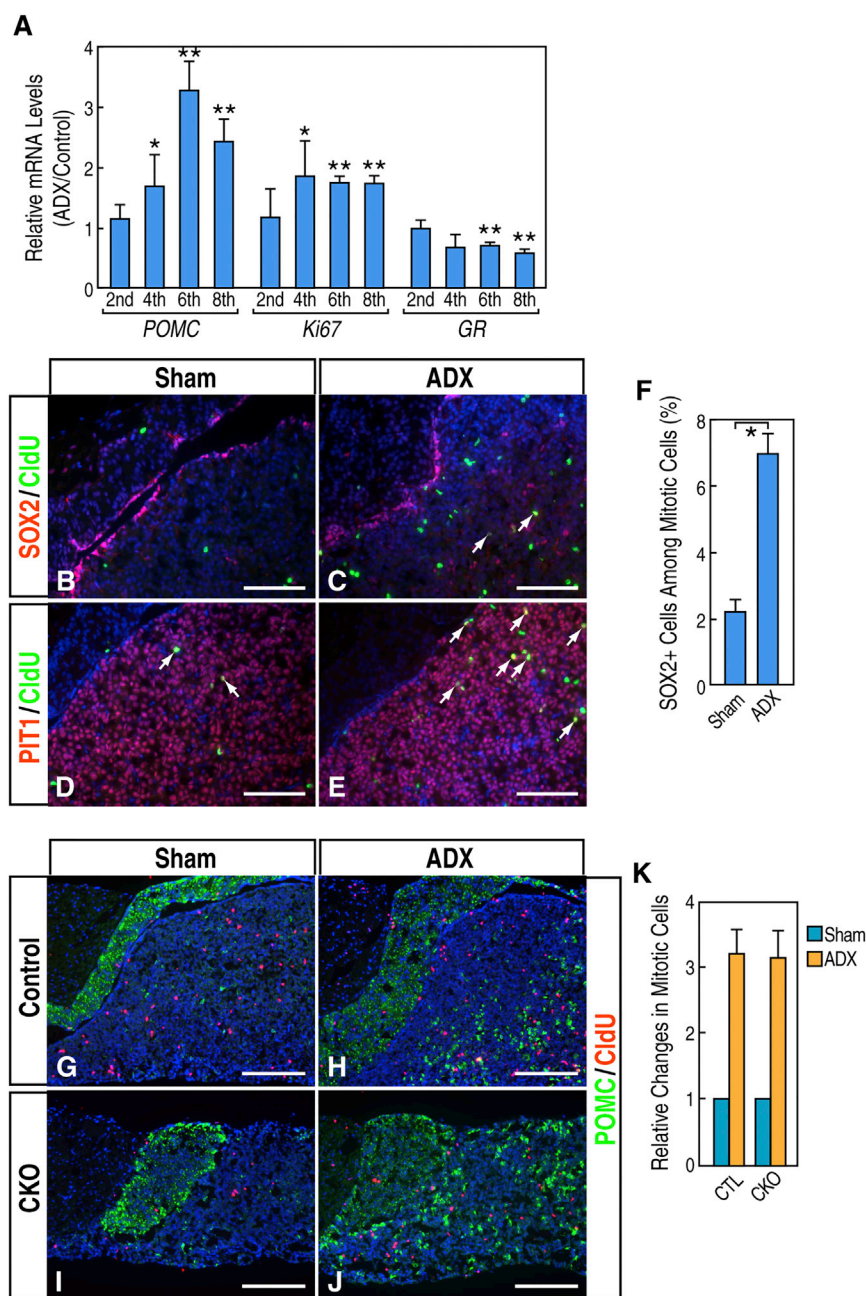 A
Relative mRNA Levels
(ADX/Control)
4
3
2
1
0
* ** ** * ** ** ** **
2nd 4th 6th 8th 2nd 4th 6th 8th 2nd 4th 6th 8th
POMC Ki67 GR
Sham ADX
SOX2/CldU
B C
PIT1/CldU
D E
F
SOX2+ Cells Among Mitotic Cells (%)
8
6
4
2
0
*
Sham ADX
Sham ADX
Control
G H
CKO
I J
POMC/CldU
K
Relative Changes in Mitotic Cells
4
3
2
1
0
CTL CKO
Sham
ADX